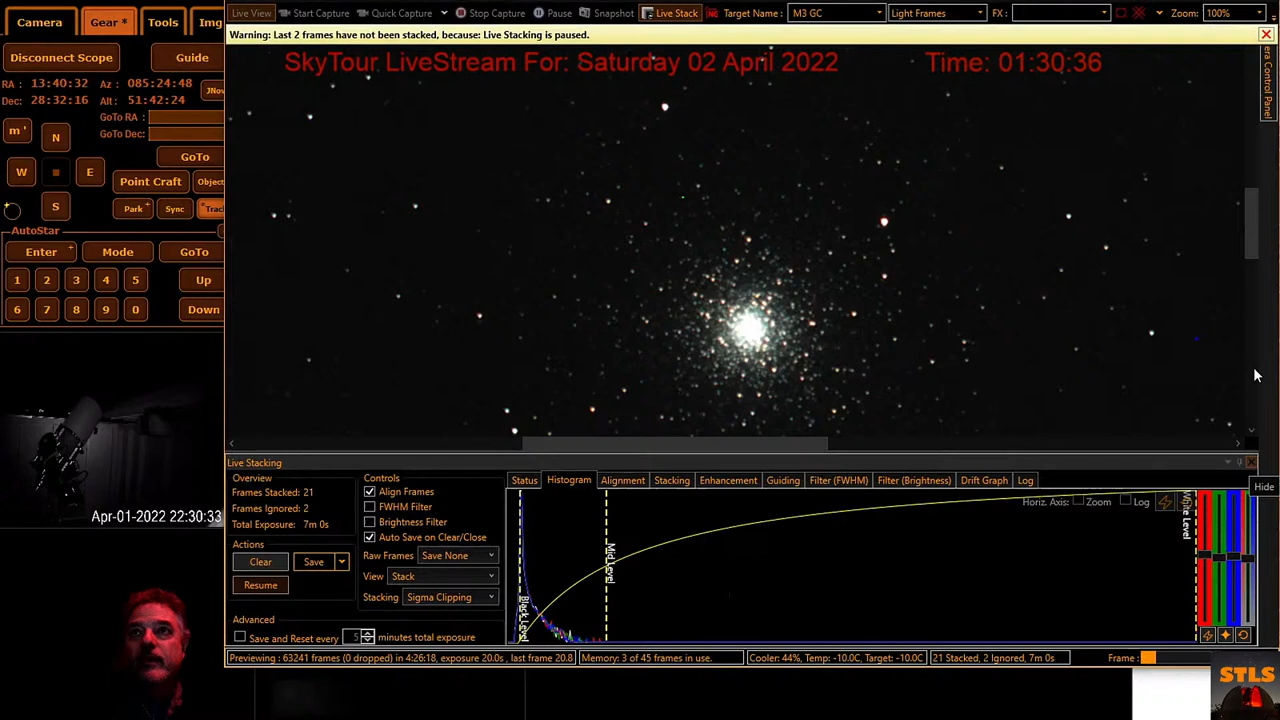 Camera Gear * Tools Img
Live View Start Capture Quick Capture Stop Capture Pause Snapshot Live Stack Target Name : M3 GC Light Frames FX : Zoom: 100%
Warning: Last 2 frames have not been stacked, because: Live Stacking is paused.
SkyTour LiveStream For: Saturday 02 April 2022 Time: 01:30:36
Disconnect Scope Guide
RA : 13:40:32 Az : 085:24:48
Dec: 28:32:16 Alt : 51:42:24 JNow
GoTo RA :
GoTo Dec:
m '
N
GoTo
W E
Point Craft Object
S
Park + Sync Track
AutoStar
Enter + Mode GoTo
1 2 3 4 5 Up
6 7 8 9 0 Down
era Control Panel
Apr-01-2022 22:30:33
Live Stacking
Overview
Frames Stacked: 21
Frames Ignored: 2
Total Exposure: 7m 0s
Actions
Clear Save
Resume
Advanced
Save and Reset every 5 minutes total exposure
Controls
Align Frames
FWHM Filter
Brightness Filter
Auto Save on Clear/Close
Raw Frames Save None
View Stack
Stacking Sigma Clipping
Status Histogram Alignment Stacking Enhancement Guiding Filter (FWHM) Filter (Brightness) Drift Graph Log
Horiz. Axis: Zoom Log
Black Level
Mid Level
White Level
Hide
Previewing : 63241 frames (0 dropped) in 4:26:18, exposure 20.0s , last frame 20.8 Memory: 3 of 45 frames in use. Cooler: 44%, Temp: -10.0C, Target: -10.0C 21 Stacked, 2 Ignored, 7m 0s Frame :
STLS